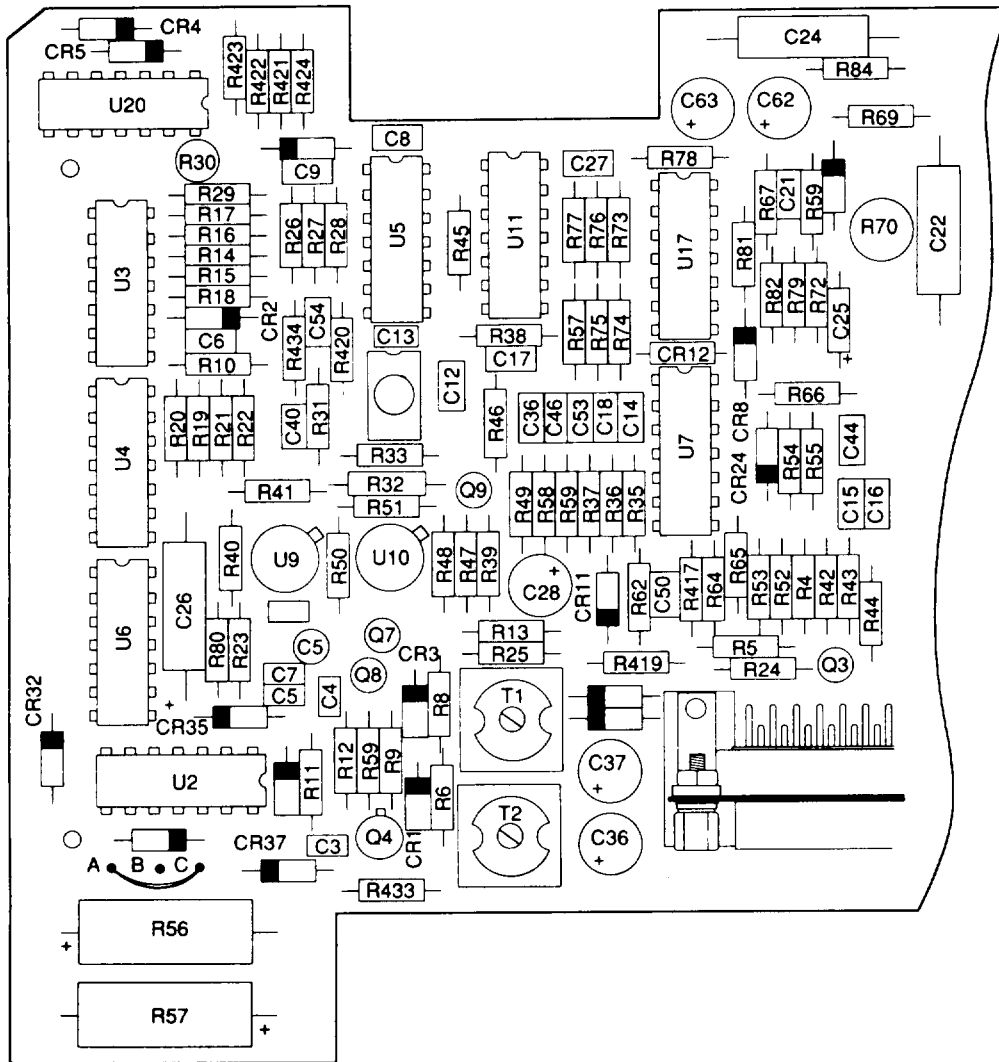 CR4
CR5
R423
R422
R421
R424
C24
R84
U20
C63
+
C62
+
R69
C8
R30
C9
C27
R78
R29
R17
R16
R14
R15
R18
C6
R10
CR2
U3
R26
R27
R28
U5
R45
U11
R77
R76
R73
U17
R67
C21
R59
R81
R70
C22
R82
R79
R72
C25
+
R434
C54
R420
C13
R38
C17
R57
R75
R74
CR12
C12
CR8
R66
U4
R20
R19
R21
R22
C40
R31
R46
C36
C46
C53
C18
C14
U7
CR24
R54
R55
C44
R33
R41
R32
R51
Q9
R49
R58
R59
R37
R36
R35
C15
C16
R40
U9
R50
U10
R48
R47
R39
C28
+
CR11
R62
C50
R417
R64
R65
R53
R52
R4
R42
R43
R44
U6
C26
+
R80
R23
C5
Q7
Q8
R13
R25
R419
R5
R24
Q3
C7
C5
C4
CR3
R8
T1
CR32
CR35
U2
R11
R12
R59
R9
CR1
R6
T2
C37
+
C36
+
C3
Q4
CR37
A
B
C
R433
R56
+
R57
+